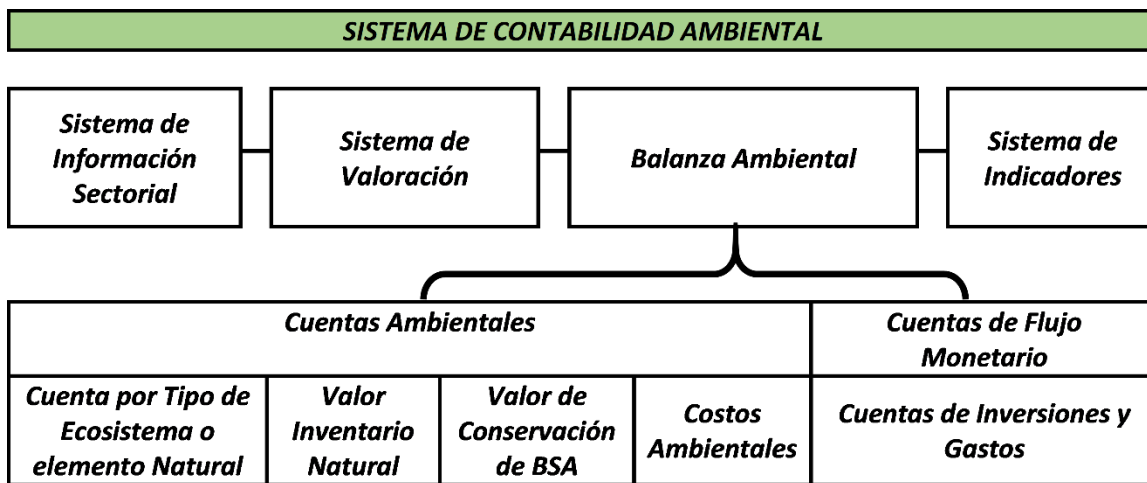 SISTEMA DE CONTABILIDAD AMBIENTAL
Sistema de
Información
Sectorial
Sistema de
Valoración
Balanza Ambiental
Sistema de
Indicadores
Cuentas Ambientales
Cuentas de Flujo
Monetario
Cuenta por Tipo de
Ecosistema o
elemento Natural
Valor
Inventario
Natural
Valor de
Conservación
de BSA
Costos
Ambientales
Cuentas de Inversiones y
Gastos